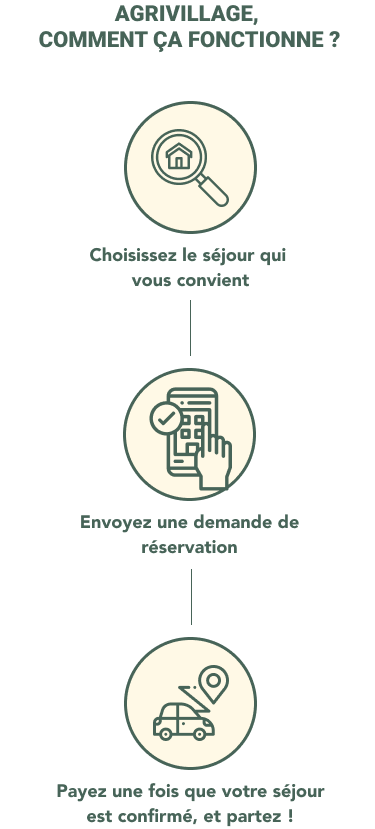 AGRIVILLAGE,
COMMENT ÇA FONCTIONNE ?
Choisissez le séjour qui
vous convient
Envoyez une demande de
réservation
Payez une fois que votre séjour
est confirmé, et partez !